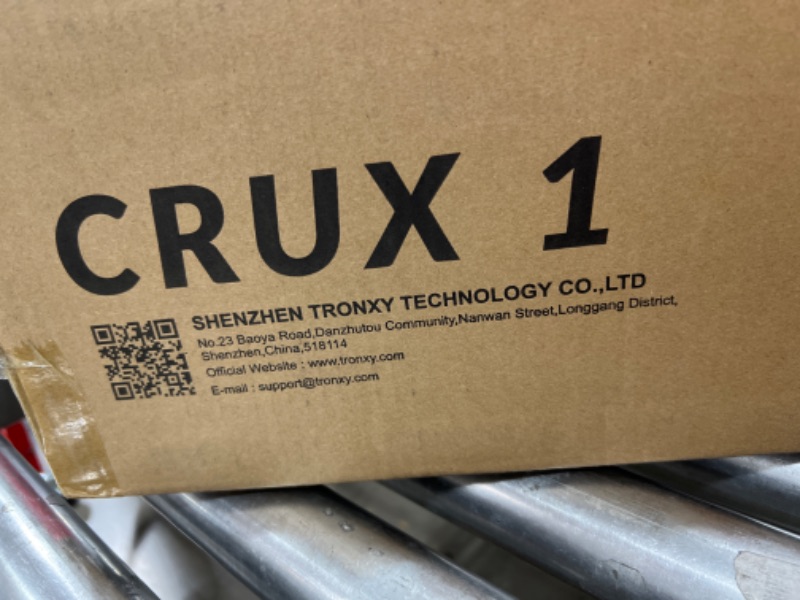 CRUX 1
SHENZHEN TRONXY TECHNOLOGY CO.,LTD
No.23 Baoya Road,Danzhutou Community,Nanwan Street,Longgang District,
Shenzhen,China,518114
Official Website : www.tronxy.com
E-mail : support@tronxy.com